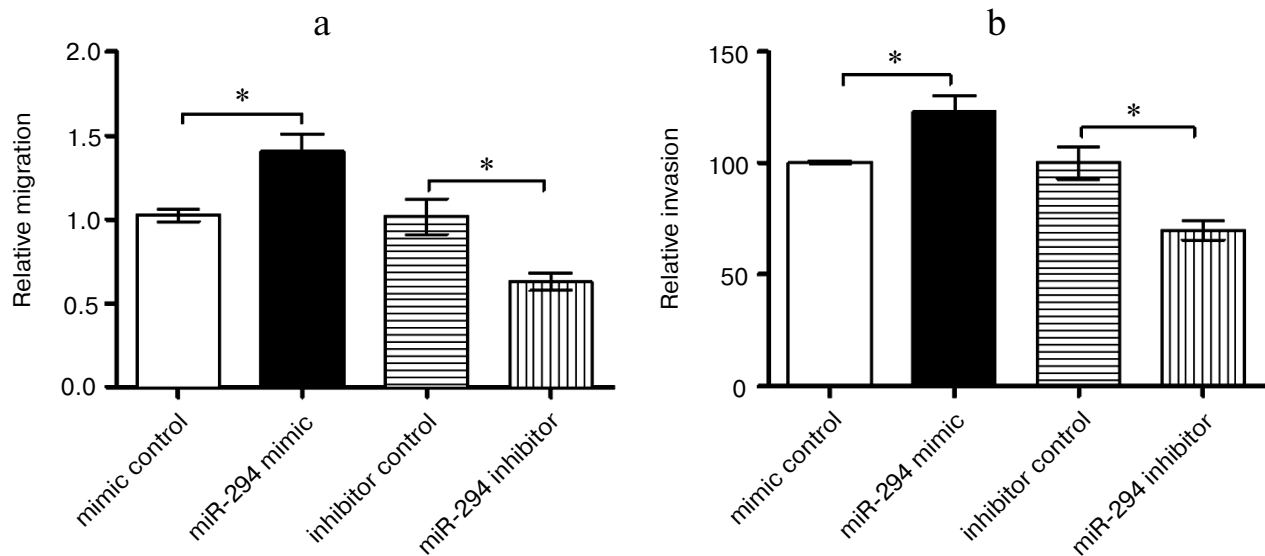 a
2.0
1.5
1.0
0.5
0.0
Relative migration
*
*
mimic control
miR-294 mimic
inhibitor control
miR-294 inhibitor
b
150
100
50
0
Relative invasion
*
*
mimic control
miR-294 mimic
inhibitor control
miR-294 inhibitor